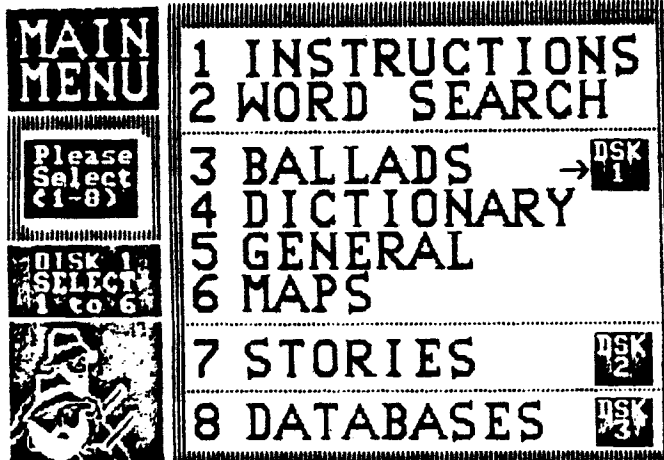 MAIN
MENU
Please
Select
(1-8)
DISK 1
SELECT
1 to 6
1 INSTRUCTIONS
2 WORD SEARCH
3 BALLADS → DSK 1
4 DICTIONARY
5 GENERAL
6 MAPS
7 STORIES DSK 2
8 DATABASES DSK 3